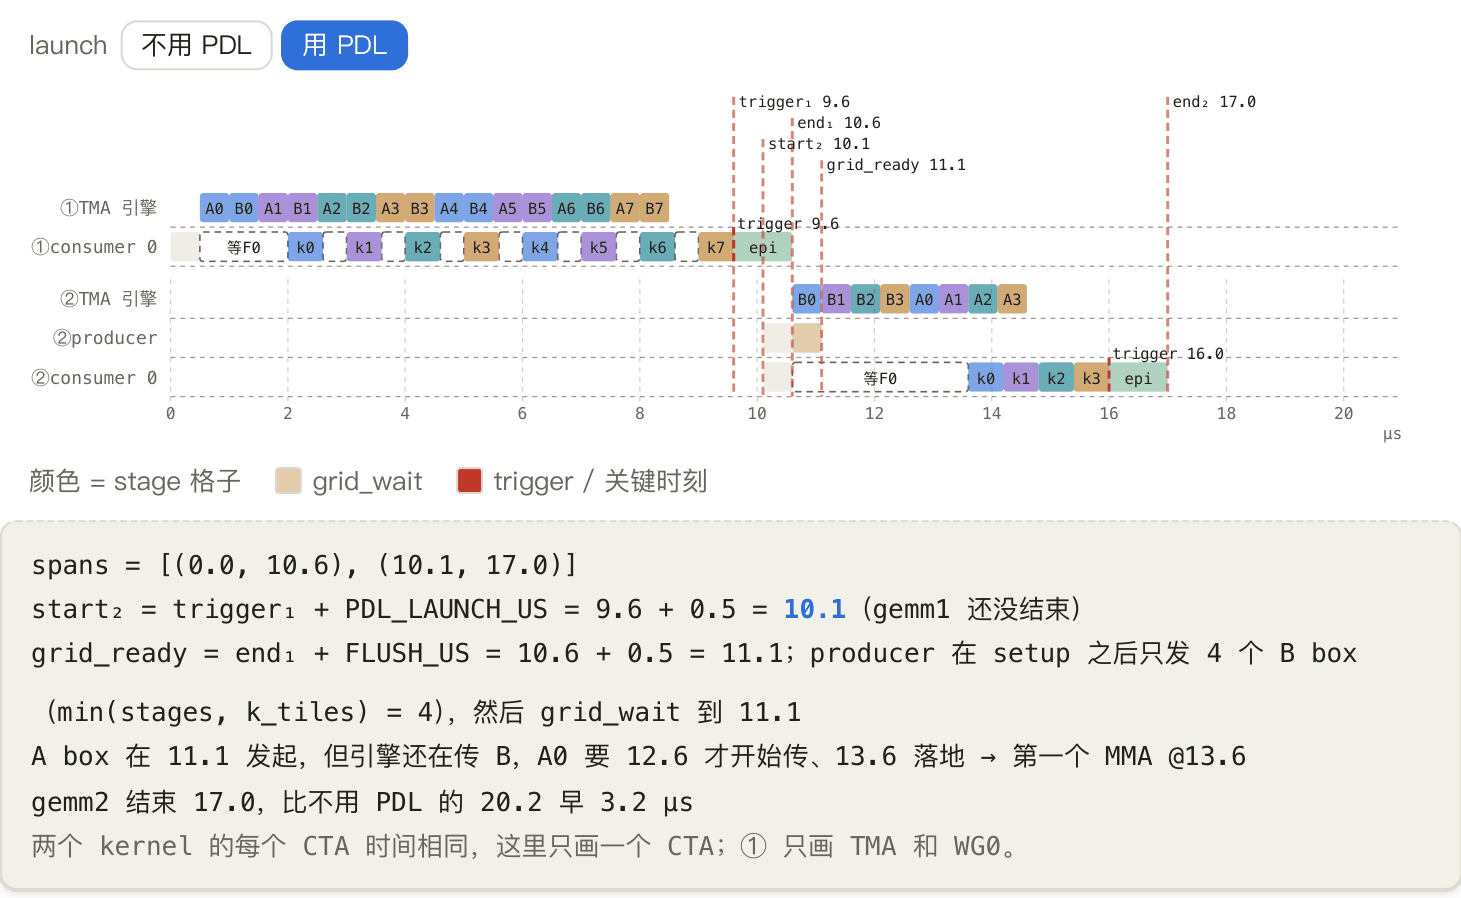 launch 不用 PDL 用 PDL
trigger₁ 9.6
end₁ 10.6
start₂ 10.1
grid_ready 11.1
end₂ 17.0
①TMA 引擎 A0 B0 A1 B1 A2 B2 A3 B3 A4 B4 A5 B5 A6 B6 A7 B7
trigger 9.6
①consumer 0 等F0 k0 k1 k2 k3 k4 k5 k6 k7 epi
②TMA 引擎 B0 B1 B2 B3 A0 A1 A2 A3
②producer
trigger 16.0
②consumer 0 等F0 k0 k1 k2 k3 epi
0 2 4 6 8 10 12 14 16 18 20
µs
颜色 = stage 格子 grid_wait trigger / 关键时刻
spans = [(0.0, 10.6), (10.1, 17.0)]
start₂ = trigger₁ + PDL_LAUNCH_US = 9.6 + 0.5 = 10.1（gemm1 还没结束）
grid_ready = end₁ + FLUSH_US = 10.6 + 0.5 = 11.1；producer 在 setup 之后只发 4 个 B box
（min(stages, k_tiles) = 4），然后 grid_wait 到 11.1
A box 在 11.1 发起，但引擎还在传 B，A0 要 12.6 才开始传、13.6 落地 → 第一个 MMA @13.6
gemm2 结束 17.0，比不用 PDL 的 20.2 早 3.2 µs
两个 kernel 的每个 CTA 时间相同，这里只画一个 CTA；① 只画 TMA 和 WG0。